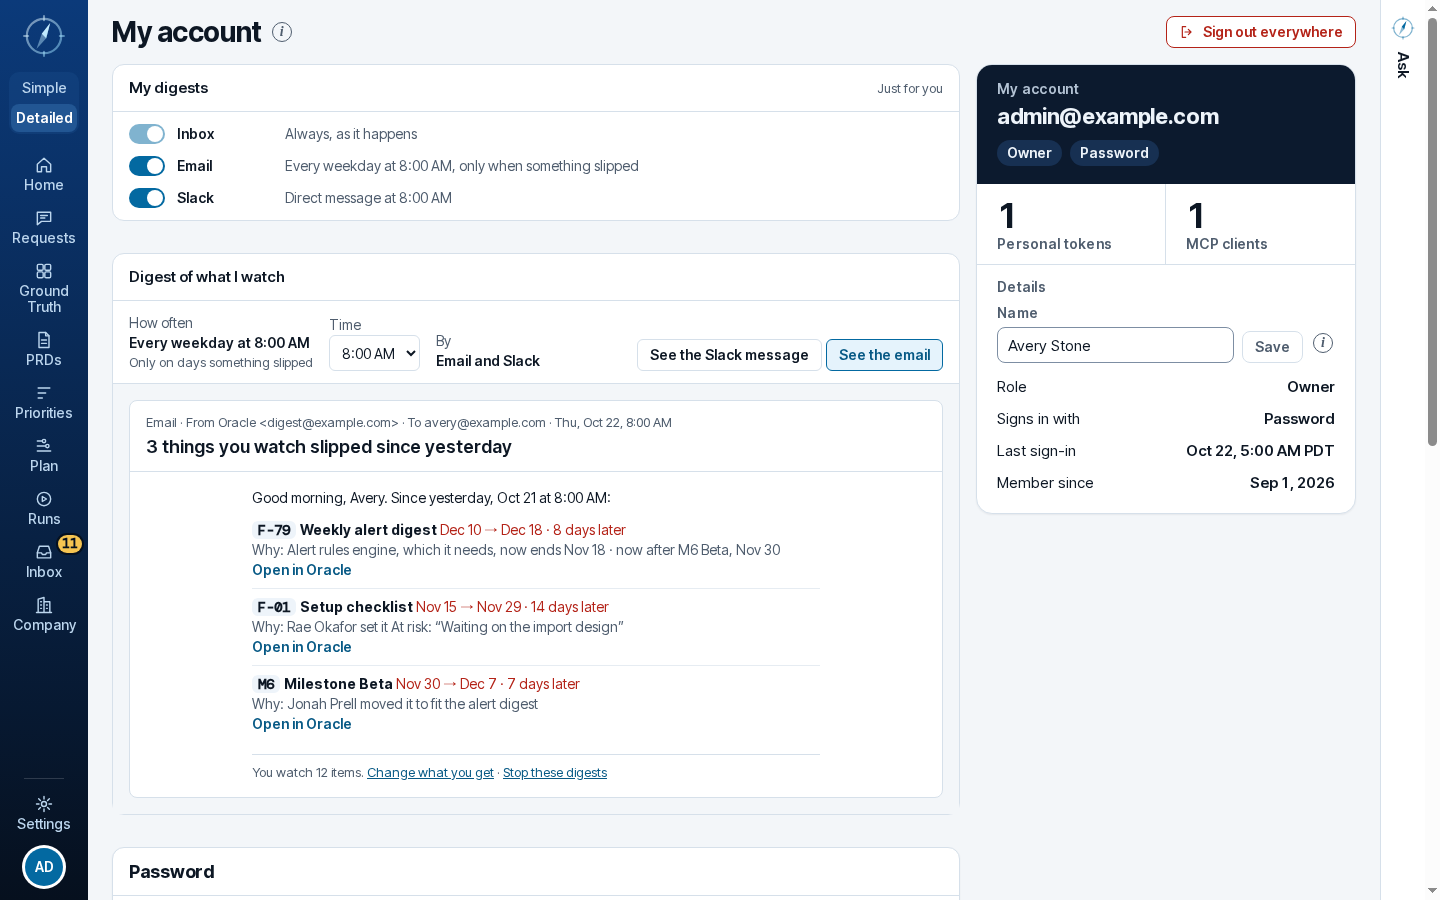 Simple
Detailed
Home
Requests
Ground
Truth
PRDs
Priorities
Plan
Runs
11
Inbox
Company
Settings
AD
My account
i
Sign out everywhere
My digests
Just for you
Inbox
Always, as it happens
Email
Every weekday at 8:00 AM, only when something slipped
Slack
Direct message at 8:00 AM
Digest of what I watch
How often
Every weekday at 8:00 AM
Only on days something slipped
Time
8:00 AM
By
Email and Slack
See the Slack message
See the email
Email · From Oracle <digest@example.com> · To avery@example.com · Thu, Oct 22, 8:00 AM
3 things you watch slipped since yesterday
Good morning, Avery. Since yesterday, Oct 21 at 8:00 AM:
F-79 Weekly alert digest Dec 10 → Dec 18 · 8 days later
Why: Alert rules engine, which it needs, now ends Nov 18 · now after M6 Beta, Nov 30
Open in Oracle
F-01 Setup checklist Nov 15 → Nov 29 · 14 days later
Why: Rae Okafor set it At risk: “Waiting on the import design”
Open in Oracle
M6 Milestone Beta Nov 30 → Dec 7 · 7 days later
Why: Jonah Prell moved it to fit the alert digest
Open in Oracle
You watch 12 items. Change what you get · Stop these digests
Password
My account
admin@example.com
Owner
Password
1
Personal tokens
1
MCP clients
Details
Name
Avery Stone
Save
i
Role
Owner
Signs in with
Password
Last sign-in
Oct 22, 5:00 AM PDT
Member since
Sep 1, 2026
Ask